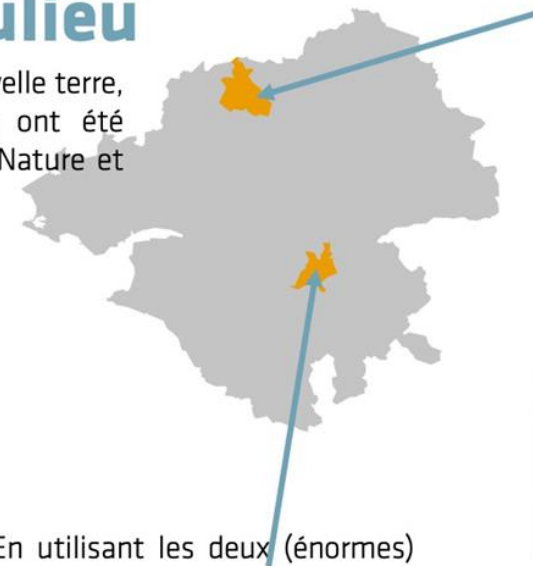 ulieu
elle terre,
ont été
Nature et
En utilisant les deux (énormes)